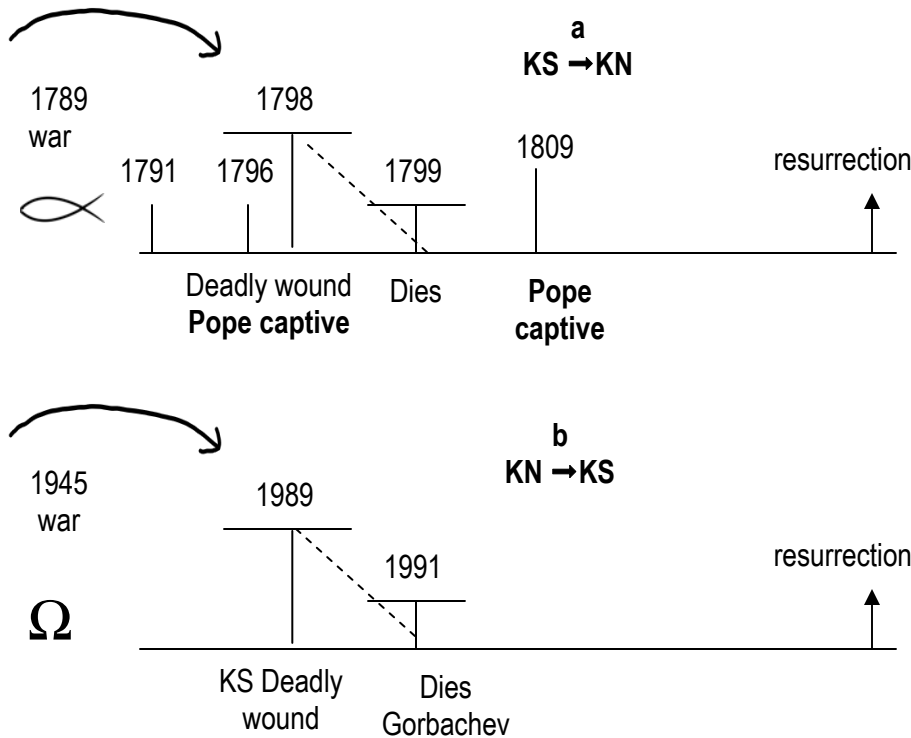 a
KS ➞KN
1789
war
1798
1791
1796
1799
1809
resurrection
Deadly wound
Pope captive
Dies
Pope
captive
b
KN ➞KS
1945
war
1989
1991
resurrection
Ω
KS Deadly
wound
Dies
Gorbachev